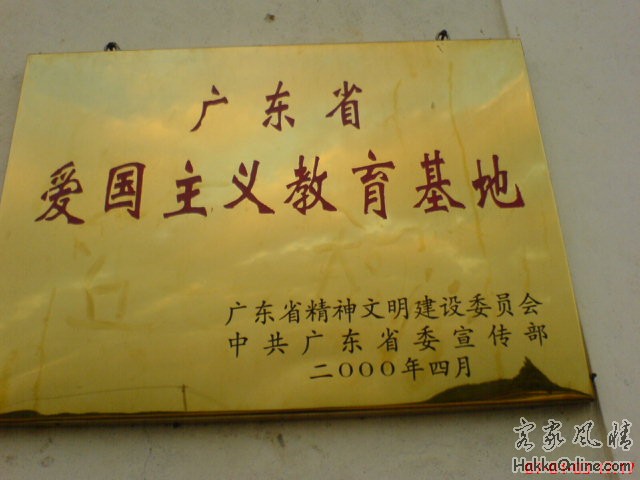 广东省
爱国主义教育基地
广东省精神文明建设委员会
中共广东省委宣传部
二000年四月
客家风情
HakkaOnline.com